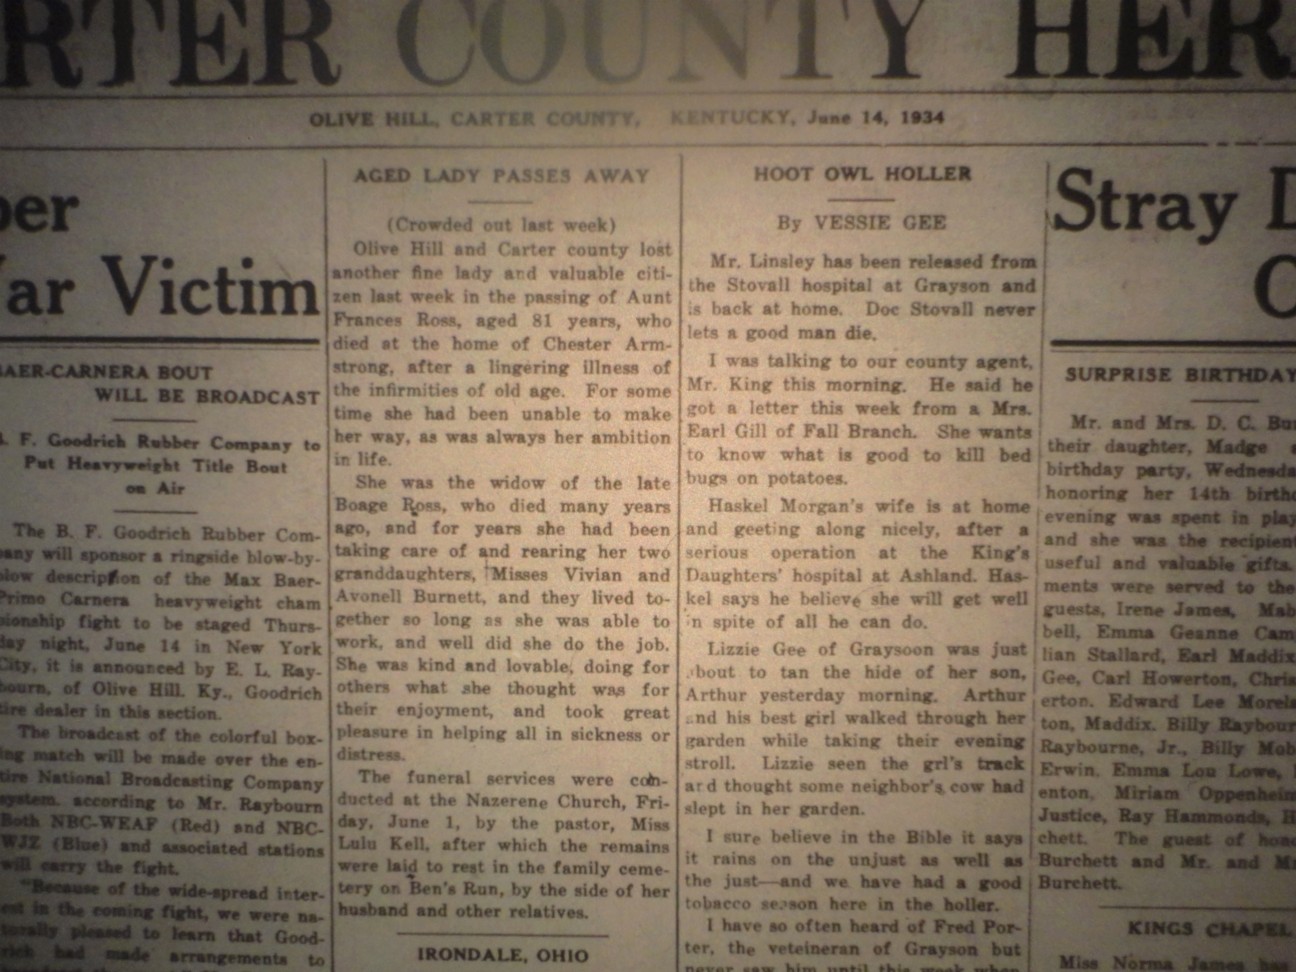 RTER COUNTY HER
OLIVE HILL, CARTER COUNTY, KENTUCKY, June 14, 1934
per
ar Victim
BAER-CARNERA BOUT
WILL BE BROADCAST
F. Goodrich Rubber Company to
Put Heavyweight Title Bout
on Air
The B. F. Goodrich Rubber Com-
pany will sponsor a ringside blow-by-
blow description of the Max Baer-
Primo Carnera heavyweight cham
pionship fight to be staged Thurs-
day night, June 14 in New York
City, it is announced by E. L. Ray-
bourn, of Olive Hill. Ky., Goodrich
tire dealer in this section.
The broadcast of the colorful box-
ing match will be made over the en-
tire National Broadcasting Company
system. according to Mr. Raybourn
Both NBC-WEAF (Red) and NBC-
WJZ (Blue) and associated stations
will carry the fight.
"Because of the wide-spread inter-
est in the coming fight, we were na-
turally pleased to learn that Good-
rich had made arrangements to
AGED LADY PASSES AWAY
(Crowded out last week)
Olive Hill and Carter county lost
another fine lady and valuable citi-
zen last week in the passing of Aunt
Frances Ross, aged 81 years, who
died at the home of Chester Arm-
strong, after a lingering illness of
the infirmities of old age. For some
time she had been unable to make
her way, as was always her ambition
in life.
She was the widow of the late
Boage Ross, who died many years
ago, and for years she had been
taking care of and rearing her two
granddaughters, Misses Vivian and
Avonell Burnett, and they lived to-
gether so long as she was able to
work, and well did she do the job.
She was kind and lovable, doing for
others what she thought was for
their enjoyment, and took great
pleasure in helping all in sickness or
distress.
The funeral services were con-
ducted at the Nazerene Church, Fri-
day, June 1, by the pastor, Miss
Lulu Kell, after which the remains
were laid to rest in the family ceme-
tery on Ben's Run, by the side of her
husband and other relatives.
IRONDALE, OHIO
HOOT OWL HOLLER
By VESSIE GEE
Mr. Linsley has been released from
the Stovall hospital at Grayson and
is back at home. Doc Stovall never
lets a good man die.
I was talking to our county agent,
Mr. King this morning. He said he
got a letter this week from a Mrs.
Earl Gill of Fall Branch. She wants
to know what is good to kill bed
bugs on potatoes.
Haskel Morgan's wife is at home
and geeting along nicely, after a
serious operation at the King's
Daughters' hospital at Ashland. Has-
kel says he believe she will get well
in spite of all he can do.
Lizzie Gee of Graysoon was just
about to tan the hide of her son,
Arthur yesterday morning. Arthur
and his best girl walked through her
garden while taking their evening
stroll. Lizzie seen the grl's track
and thought some neighbor's cow had
slept in her garden.
I sure believe in the Bible it says
it rains on the unjust as well as
the just—and we have had a good
tobacco season here in the holler.
I have so often heard of Fred Por-
ter, the veteineran of Grayson but
never saw him until this week when
Stray D
SURPRISE BIRTHDAY
Mr. and Mrs. D. C. Bur
their daughter, Madge
birthday party, Wednesda
honoring her 14th birth
evening was spent in play
and she was the recipient
useful and valuable gifts.
ments were served to the
guests, Irene James, Mab
bell, Emma Geanne Cam
lian Stallard, Earl Maddix
Gee, Carl Howerton, Chris
erton. Edward Lee Morels
ton, Maddix. Billy Raybour
Raybourne, Jr., Billy Mob
Erwin. Emma Lou Lowe,
enton, Miriam Oppenheim
Justice, Ray Hammonds, H
chett. The guest of hono
Burchett and Mr. and M
Burchett.
KINGS CHAPEL
Miss Norma James has